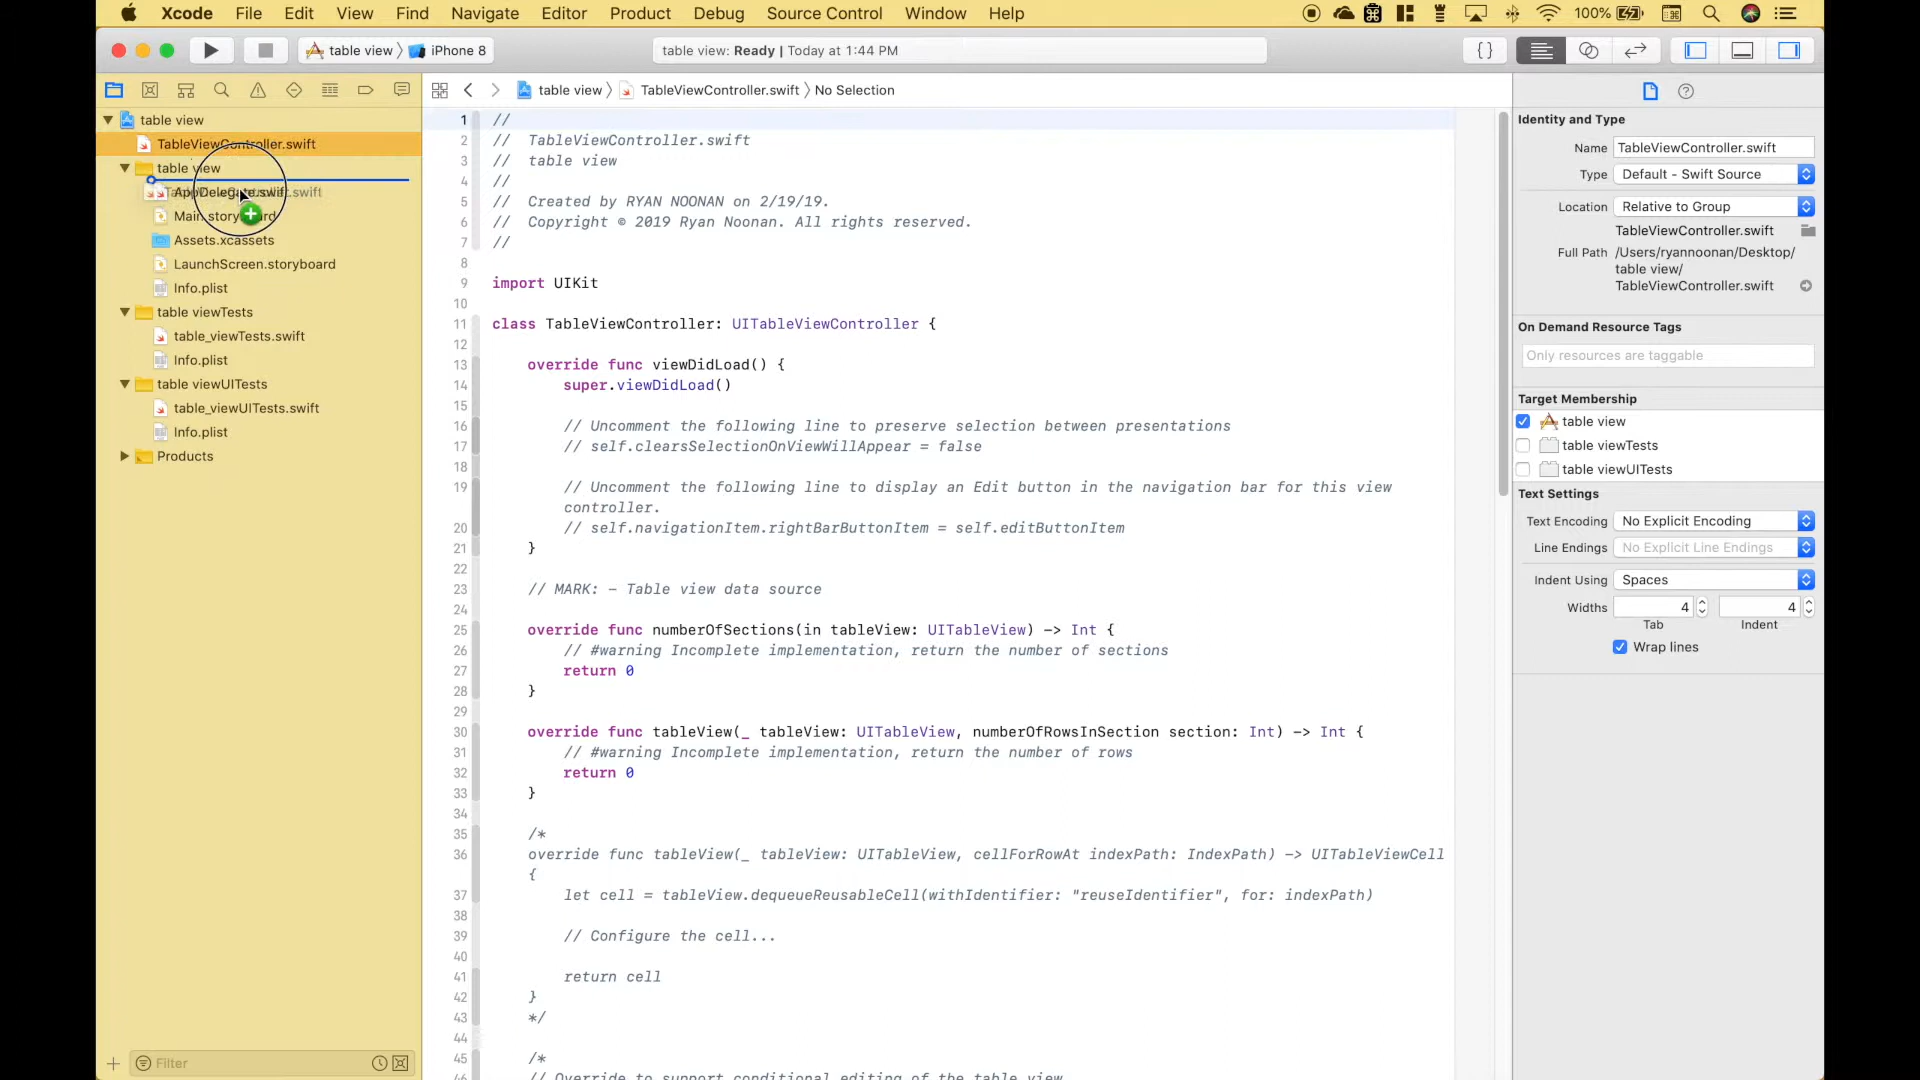 Xcode File Edit View Find Navigate Editor Product Debug Source Control Window Help 100%
table view iPhone 8
table view: Ready | Today at 1:44 PM
{ }
table view TableViewController.swift No Selection
table view
TableViewController.swift
table view
AppDelegate.swift
Main.storyboard
Assets.xcassets
LaunchScreen.storyboard
Info.plist
table viewTests
table_viewTests.swift
Info.plist
table viewUITests
table_viewUITests.swift
Info.plist
Products
Filter
1 //
2 // TableViewController.swift
3 // table view
4 //
5 // Created by RYAN NOONAN on 2/19/19.
6 // Copyright © 2019 Ryan Noonan. All rights reserved.
7 //
8
9 import UIKit
10
11 class TableViewController: UITableViewController {
12
13 override func viewDidLoad() {
14 super.viewDidLoad()
15
16 // Uncomment the following line to preserve selection between presentations
17 // self.clearsSelectionOnViewWillAppear = false
18
19 // Uncomment the following line to display an Edit button in the navigation bar for this view
controller.
20 // self.navigationItem.rightBarButtonItem = self.editButtonItem
21 }
22
23 // MARK: - Table view data source
24
25 override func numberOfSections(in tableView: UITableView) -> Int {
26 // #warning Incomplete implementation, return the number of sections
27 return 0
28 }
29
30 override func tableView(_ tableView: UITableView, numberOfRowsInSection section: Int) -> Int {
31 // #warning Incomplete implementation, return the number of rows
32 return 0
33 }
34
35 /*
36 override func tableView(_ tableView: UITableView, cellForRowAt indexPath: IndexPath) -> UITableViewCell
{
37 let cell = tableView.dequeueReusableCell(withIdentifier: "reuseIdentifier", for: indexPath)
38
39 // Configure the cell...
40
41 return cell
42 }
43 */
44
45 /*
46 // Override to support conditional editing of the table view.
Identity and Type
Name TableViewController.swift
Type Default - Swift Source
Location Relative to Group
TableViewController.swift
Full Path /Users/ryannoonan/Desktop/
table view/
TableViewController.swift
On Demand Resource Tags
Only resources are taggable
Target Membership
table view
table viewTests
table viewUITests
Text Settings
Text Encoding No Explicit Encoding
Line Endings No Explicit Line Endings
Indent Using Spaces
Widths 4 4
Tab Indent
Wrap lines